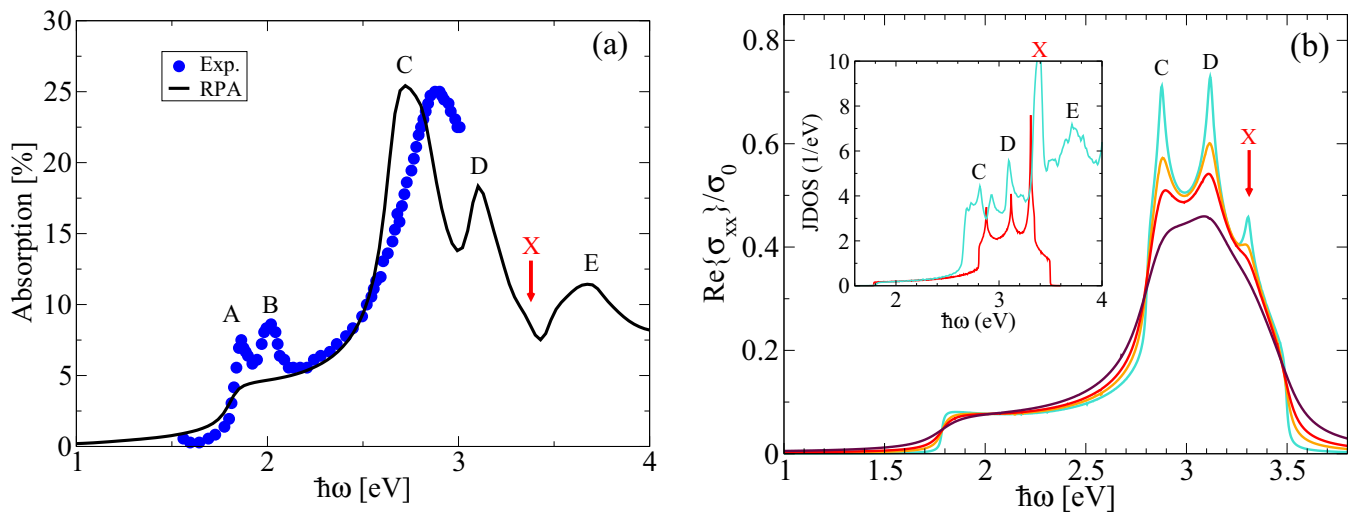 (a)
Absorption [%]
30
25
20
15
10
5
0
Exp.
RPA
A
B
C
D
X
E
1
2
3
4
ħω [eV]
(b)
Re{σxx}/σ0
0.8
0.6
0.4
0.2
0
C
D
X
1
1.5
2
2.5
3
3.5
ħω [eV]
JDOS (1/eV)
10
8
6
4
2
0
X
C
D
E
2
3
4
ħω (eV)